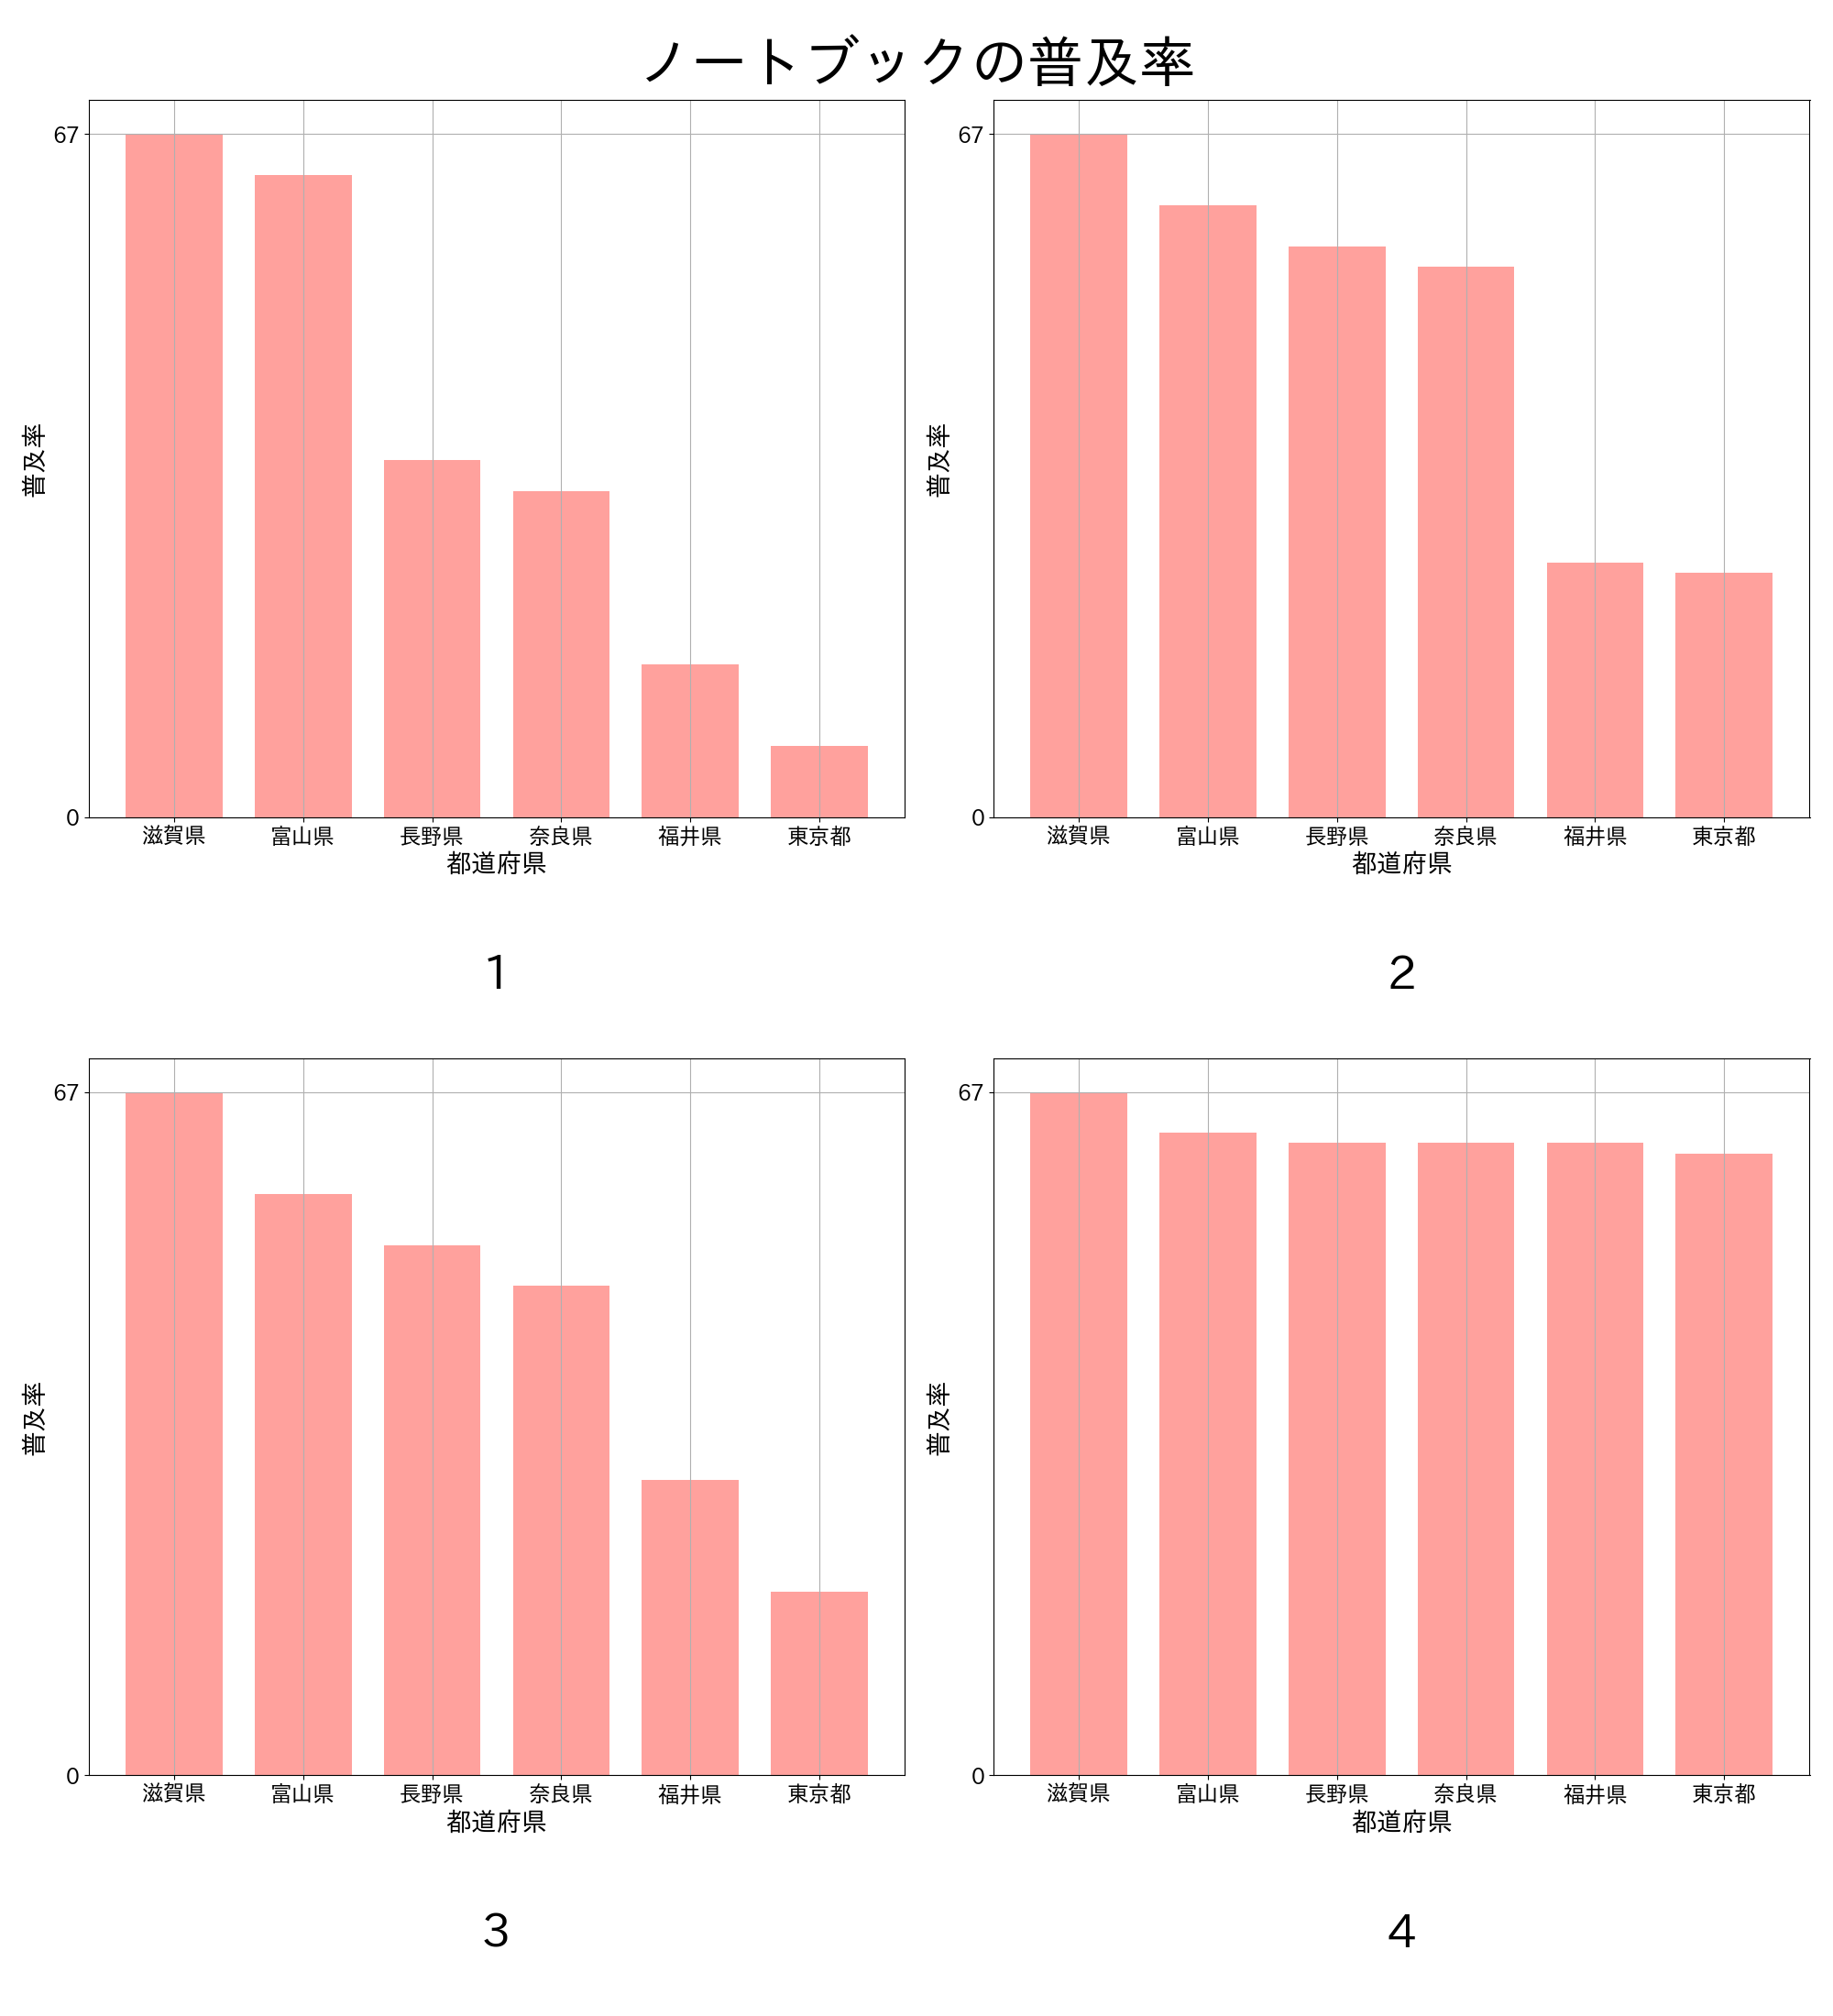 ノートブックの普及率
67
0
普及率
滋賀県 富山県 長野県 奈良県 福井県 東京都
都道府県
1
67
0
普及率
滋賀県 富山県 長野県 奈良県 福井県 東京都
都道府県
2
67
0
普及率
滋賀県 富山県 長野県 奈良県 福井県 東京都
都道府県
3
67
0
普及率
滋賀県 富山県 長野県 奈良県 福井県 東京都
都道府県
4